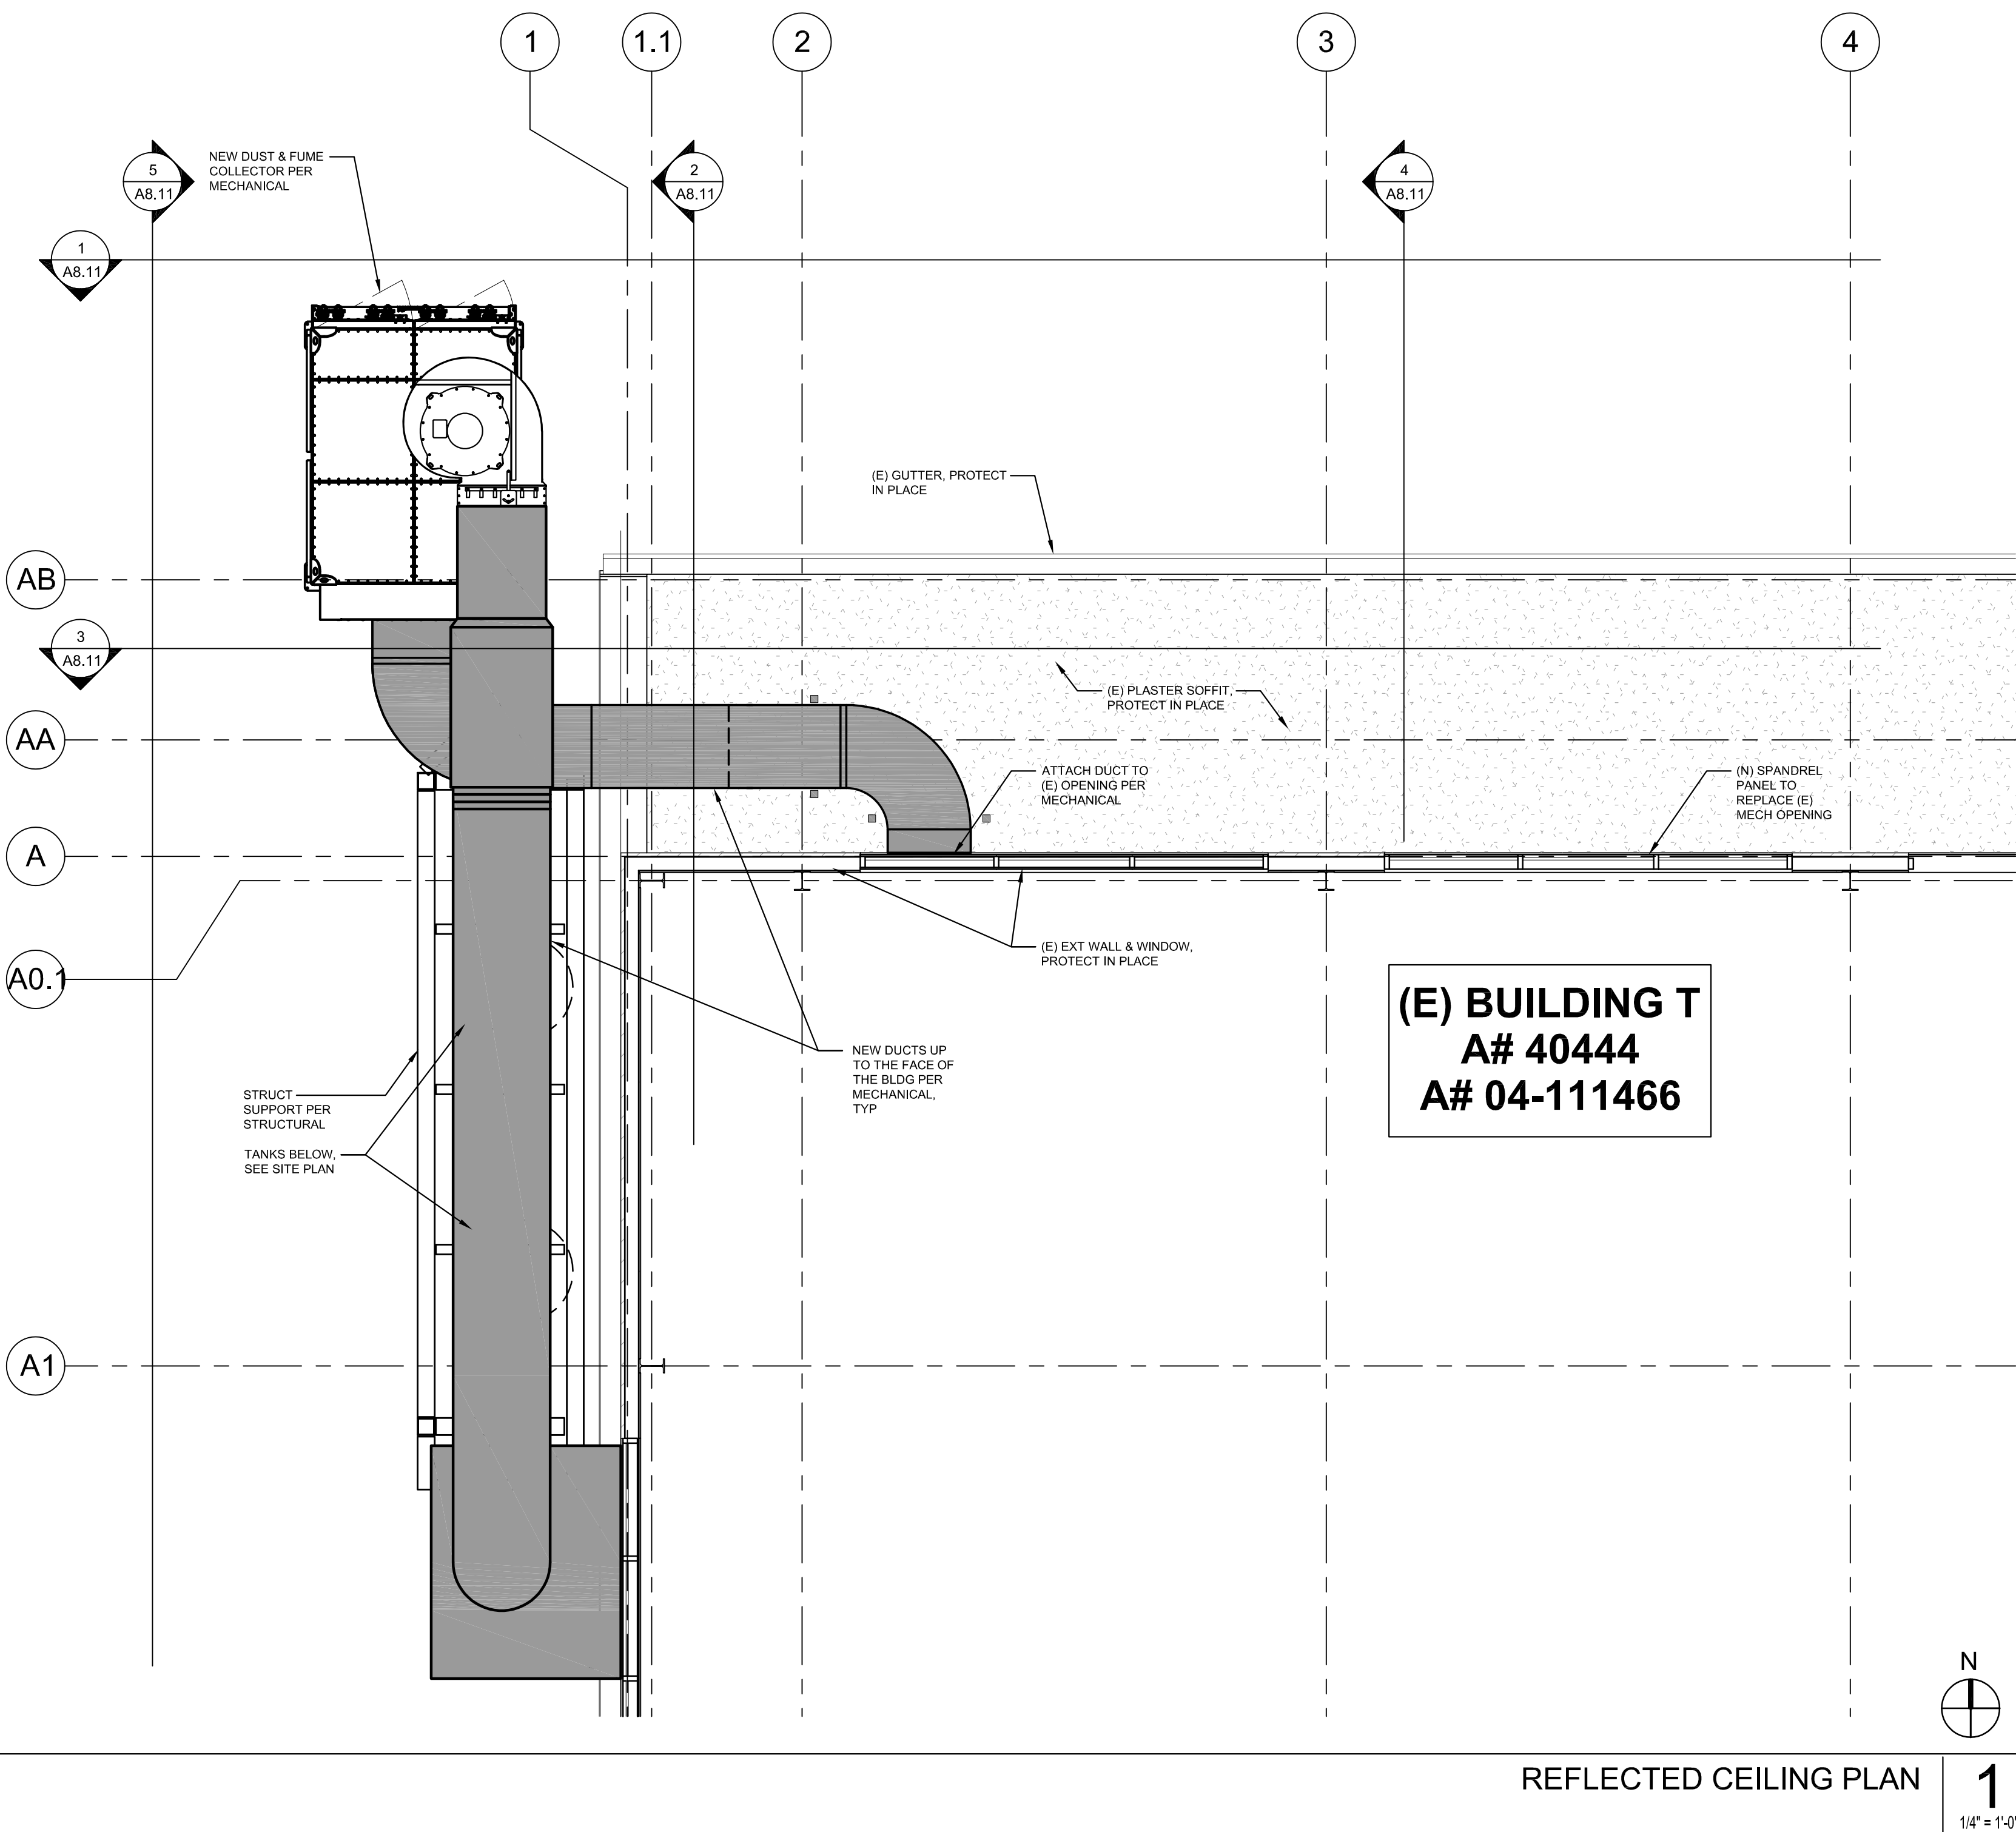 1
1.1
2
3
4
5
A8.11
NEW DUST & FUME
COLLECTOR PER
MECHANICAL
2
A8.11
4
A8.11
1
A8.11
(E) GUTTER, PROTECT
IN PLACE
AB
3
A8.11
(E) PLASTER SOFFIT,
PROTECT IN PLACE
AA
ATTACH DUCT TO
(E) OPENING PER
MECHANICAL
(N) SPANDREL
PANEL TO
REPLACE (E)
MECH OPENING
A
(E) EXT WALL & WINDOW,
PROTECT IN PLACE
A0.1
(E) BUILDING T
A# 40444
A# 04-111466
NEW DUCTS UP
TO THE FACE OF
THE BLDG PER
MECHANICAL,
TYP
STRUCT
SUPPORT PER
STRUCTURAL
TANKS BELOW,
SEE SITE PLAN
A1
N
REFLECTED CEILING PLAN
1
1/4" = 1'-0"